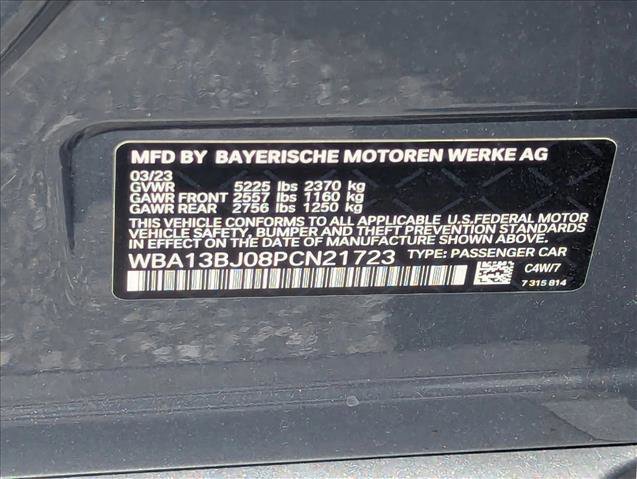 MFD BY BAYERISCHE MOTOREN WERKE AG
03/23
GVWR 5225 lbs 2370 kg
GAWR FRONT 2557 lbs 1160 kg
GAWR REAR 2756 lbs 1250 kg
THIS VEHICLE CONFORMS TO ALL APPLICABLE U.S.FEDERAL MOTOR
VEHICLE SAFETY, BUMPER AND THEFT PREVENTION STANDARDS
IN EFFECT ON THE DATE OF MANUFACTURE SHOWN ABOVE.
WBA13BJ08PCN21723 TYPE: PASSENGER CAR
C4W/7
7 315 814